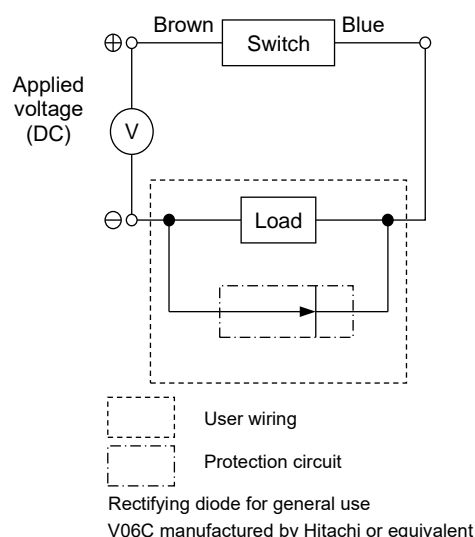 Brown
Switch
Blue
⊕
Applied
voltage
(DC)
V
⊖
Load
User wiring
Protection circuit
Rectifying diode for general use
V06C manufactured by Hitachi or equivalent